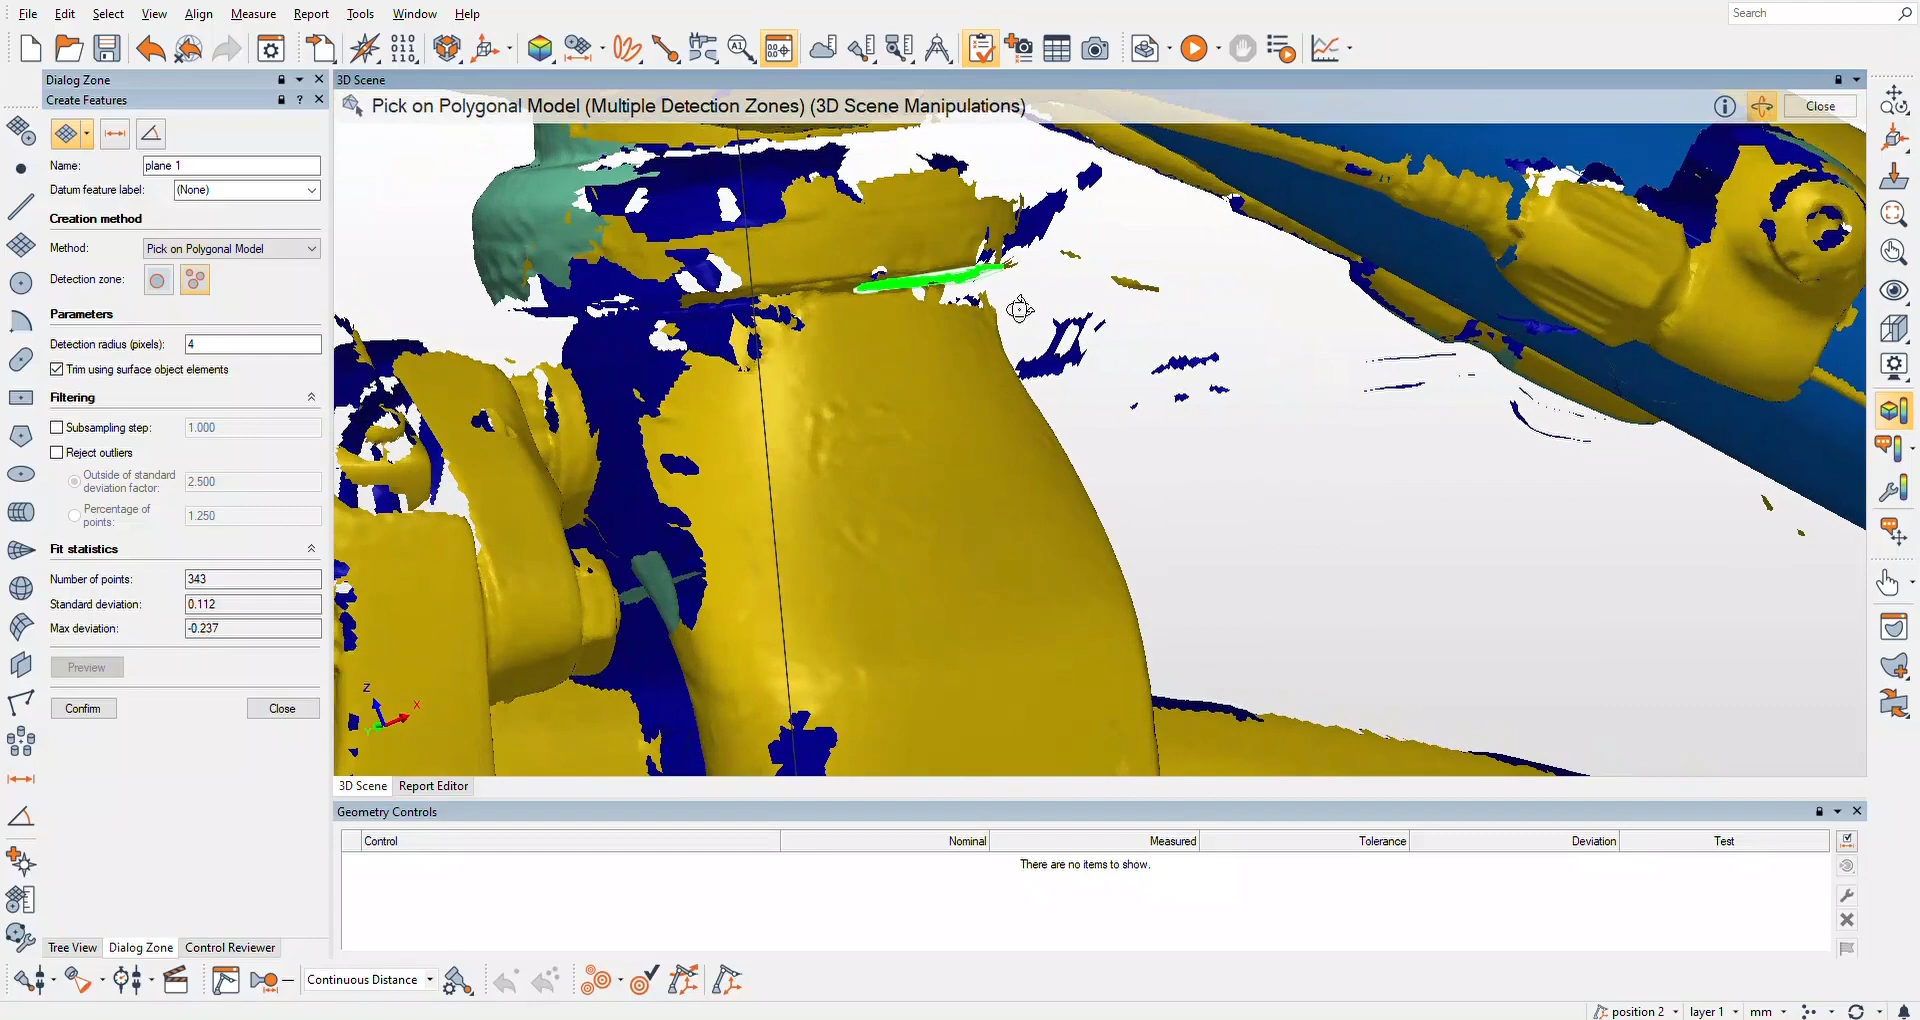 File Edit Select View Align Measure Report Tools Window Help
Search
Dialog Zone
3D Scene
Create Features
Pick on Polygonal Model (Multiple Detection Zones) (3D Scene Manipulations)
Close
Name: plane 1
Datum feature label: (None)
Creation method
Method: Pick on Polygonal Model
Detection zone:
Parameters
Detection radius (pixels): 4
Trim using surface object elements
Filtering
Subsampling step: 1.000
Reject outliers
Outside of standard
deviation factor: 2.500
Percentage of
points: 1.250
Fit statistics
Number of points: 343
Standard deviation: 0.112
Max deviation: -0.237
Preview
Confirm Close
Z
X
Y
3D Scene Report Editor
Geometry Controls
Control Nominal Measured Tolerance Deviation Test
There are no items to show.
Tree View Dialog Zone Control Reviewer
Continuous Distance
position 2 layer 1 mm